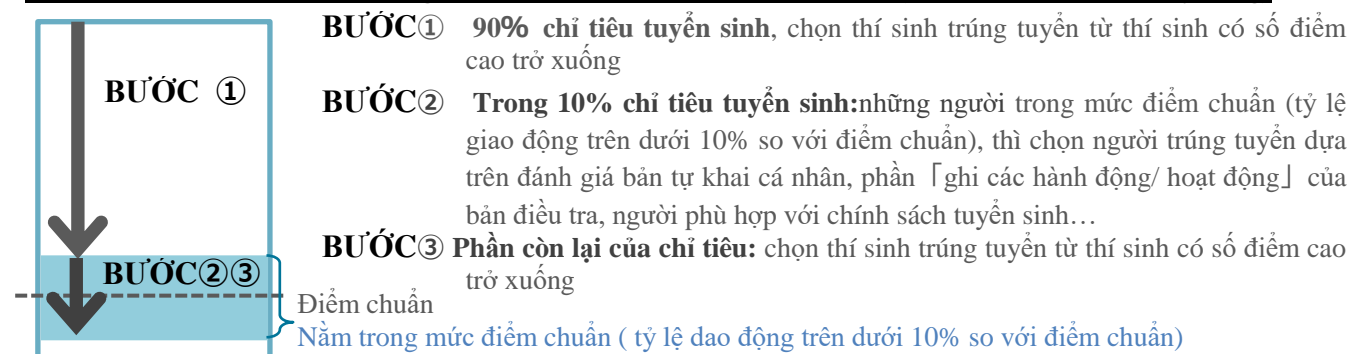 BƯỚC① 90% chỉ tiêu tuyển sinh, chọn thí sinh trúng tuyển từ thí sinh có số điểm
cao trở xuống
BƯỚC ①
BƯỚC② Trong 10% chỉ tiêu tuyển sinh:những người trong mức điểm chuẩn (tỷ lệ
giao động trên dưới 10% so với điểm chuẩn), thì chọn người trúng tuyển dựa
trên đánh giá bản tự khai cá nhân, phần「ghi các hành động/ hoạt động」của
bản điều tra, người phù hợp với chính sách tuyển sinh…
BƯỚC③ Phần còn lại của chỉ tiêu: chọn thí sinh trúng tuyển từ thí sinh có số điểm cao
trở xuống
BƯỚC②③
Điểm chuẩn
Nằm trong mức điểm chuẩn ( tỷ lệ dao động trên dưới 10% so với điểm chuẩn)